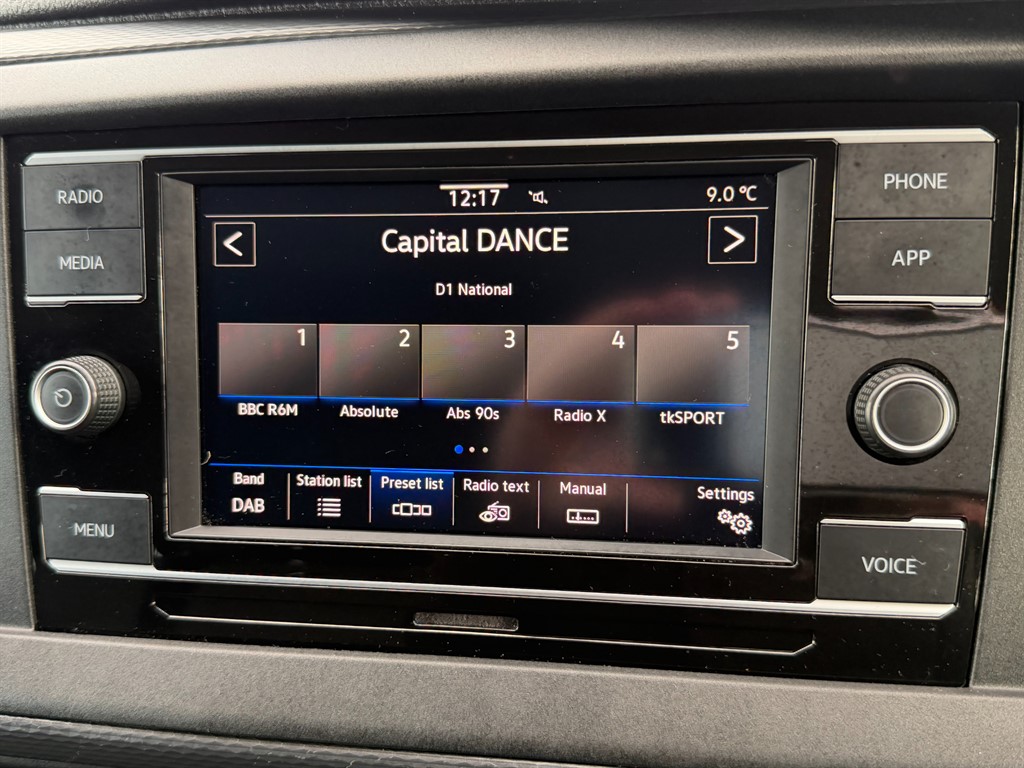 RADIO
MEDIA
MENU
12:17
9.0 °C
<
Capital DANCE
>
D1 National
1
2
3
4
5
BBC R6M
Absolute
Abs 90s
Radio X
tkSPORT
Band
DAB
Station list
Preset list
Radio text
Manual
Settings
PHONE
APP
VOICE